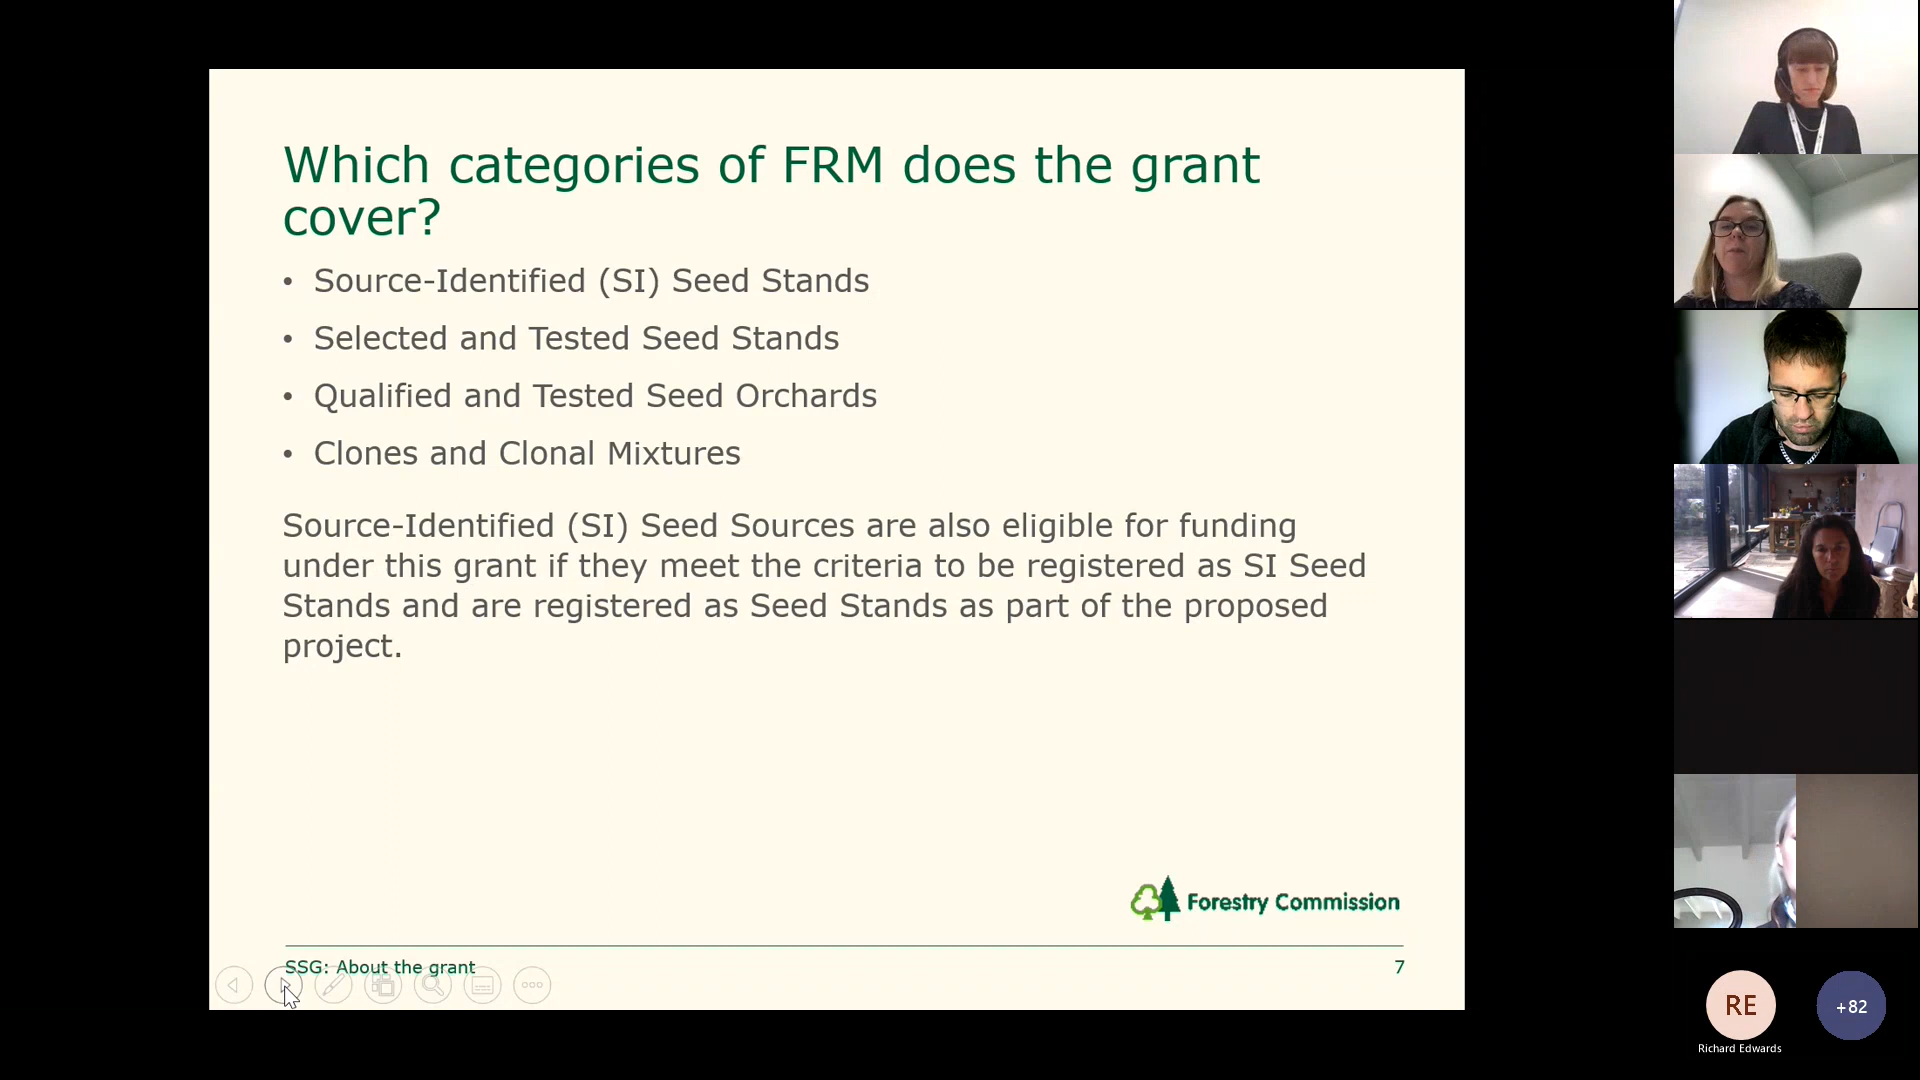 Which categories of FRM does the grant
cover?
• Source-Identified (SI) Seed Stands
• Selected and Tested Seed Stands
• Qualified and Tested Seed Orchards
• Clones and Clonal Mixtures
Source-Identified (SI) Seed Sources are also eligible for funding
under this grant if they meet the criteria to be registered as SI Seed
Stands and are registered as Seed Stands as part of the proposed
project.
Forestry Commission
SSG: About the grant
7
RE
Richard Edwards
+82